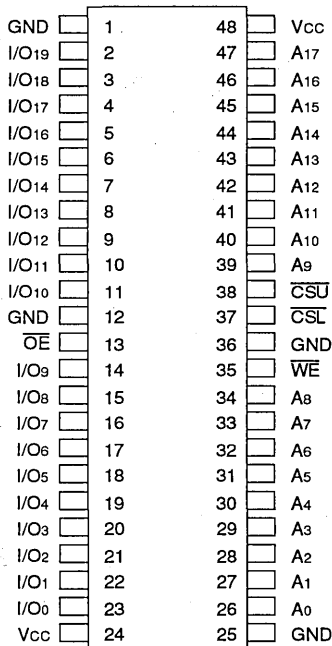 GND 1 48 Vcc
I/O19 2 47 A17
I/O18 3 46 A16
I/O17 4 45 A15
I/O16 5 44 A14
I/O15 6 43 A13
I/O14 7 42 A12
I/O13 8 41 A11
I/O12 9 40 A10
I/O11 10 39 A9
I/O10 11 38 C̅S̅U̅
GND 12 37 C̅S̅L̅
O̅E̅ 13 36 GND
I/O9 14 35 W̅E̅
I/O8 15 34 A8
I/O7 16 33 A7
I/O6 17 32 A6
I/O5 18 31 A5
I/O4 19 30 A4
I/O3 20 29 A3
I/O2 21 28 A2
I/O1 22 27 A1
I/O0 23 26 A0
Vcc 24 25 GND